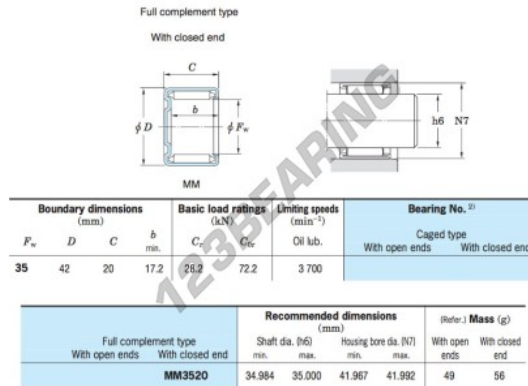 Full complement type
With closed end
C
b
φ D
φ Fw
h6
N7
MM
123BEARING
Boundary dimensions Basic load ratings Limiting speeds Bearing No. 2)
(mm) (kN) (min⁻¹)
Caged type
Fw D C b min. Cr C0r Oil lub. With open ends With closed end
35 42 20 17.2 28.2 72.2 3 700
Recommended dimensions (Refer.) Mass (g)
(mm)
Full complement type Shaft dia. (h6) Housing bore dia. (N7) With open With closed
With open ends With closed end min. max. min. max. ends end
MM3520 34.984 35.000 41.967 41.992 49 56